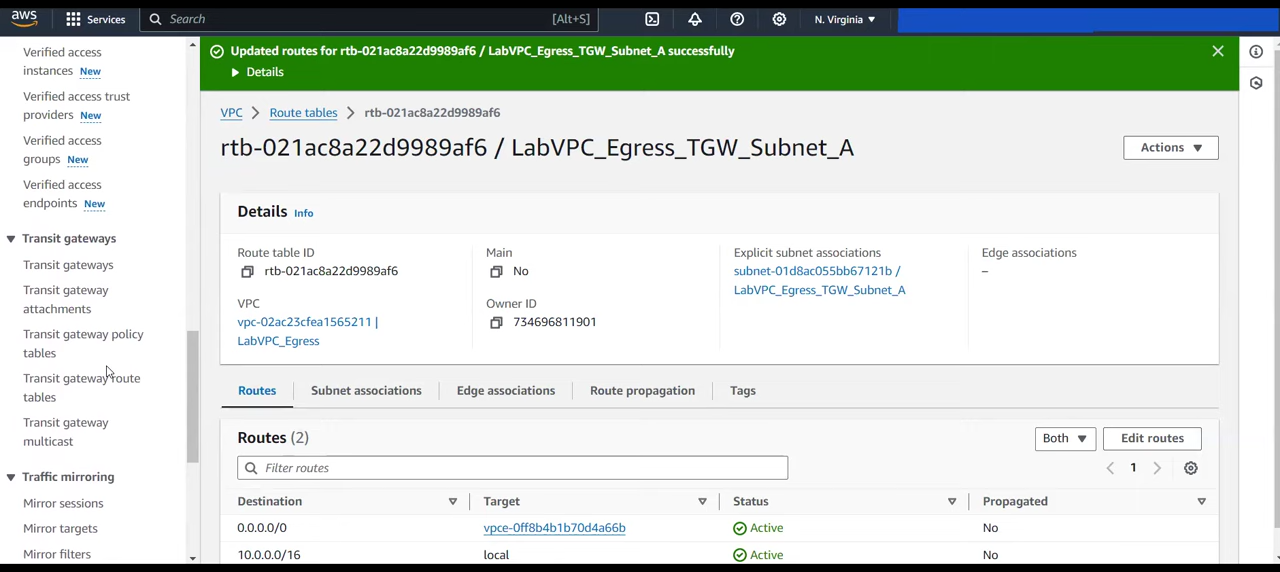 aws
Services
Search
[Alt+S]
N. Virginia
Verified access
instances New
Verified access trust
providers New
Verified access
groups New
Verified access
endpoints New
Transit gateways
Transit gateways
Transit gateway
attachments
Transit gateway policy
tables
Transit gateway route
tables
Transit gateway
multicast
Traffic mirroring
Mirror sessions
Mirror targets
Mirror filters
Updated routes for rtb-021ac8a22d9989af6 / LabVPC_Egress_TGW_Subnet_A successfully
Details
VPC
Route tables
rtb-021ac8a22d9989af6
rtb-021ac8a22d9989af6 / LabVPC_Egress_TGW_Subnet_A
Actions
Details Info
Route table ID
rtb-021ac8a22d9989af6
VPC
vpc-02ac23cfea1565211 |
LabVPC_Egress
Main
No
Owner ID
734696811901
Explicit subnet associations
subnet-01d8ac055bb67121b /
LabVPC_Egress_TGW_Subnet_A
Edge associations
–
Routes
Subnet associations
Edge associations
Route propagation
Tags
Routes (2)
Both
Edit routes
Filter routes
1
Destination
Target
Status
Propagated
0.0.0.0/0
vpce-0ff8b4b1b70d4a66b
Active
No
10.0.0.0/16
local
Active
No